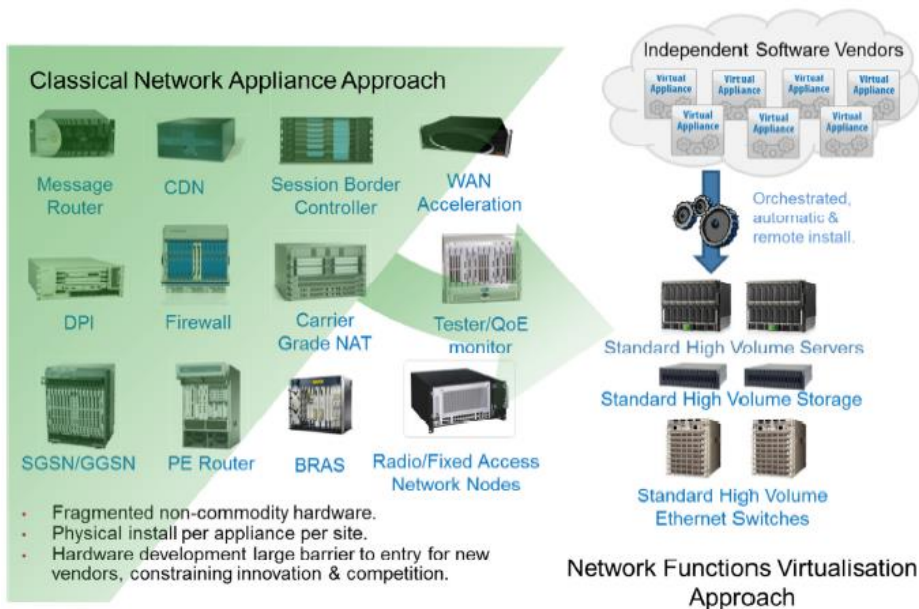 Classical Network Appliance Approach
Message
Router
CDN
Session Border
Controller
WAN
Acceleration
DPI
Firewall
Carrier
Grade NAT
Tester/QoE
monitor
SGSN/GGSN
PE Router
BRAS
Radio/Fixed Access
Network Nodes
• Fragmented non-commodity hardware.
• Physical install per appliance per site.
• Hardware development large barrier to entry for new
vendors, constraining innovation & competition.
Independent Software Vendors
Virtual
Appliance
Virtual
Appliance
Virtual
Appliance
Virtual
Appliance
Virtual
Appliance
Virtual
Appliance
Virtual
Appliance
Orchestrated,
automatic &
remote install.
Standard High Volume Servers
Standard High Volume Storage
Standard High Volume
Ethernet Switches
Network Functions Virtualisation
Approach